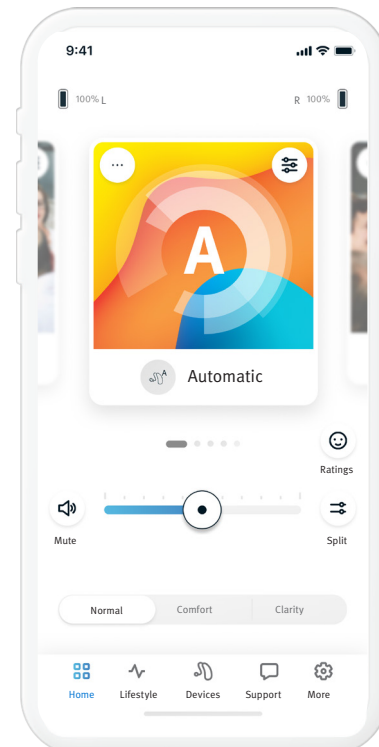 9:41
100% L
R 100%
A
A
Automatic
Ratings
Mute
Split
Normal Comfort Clarity
Home Lifestyle Devices Support More